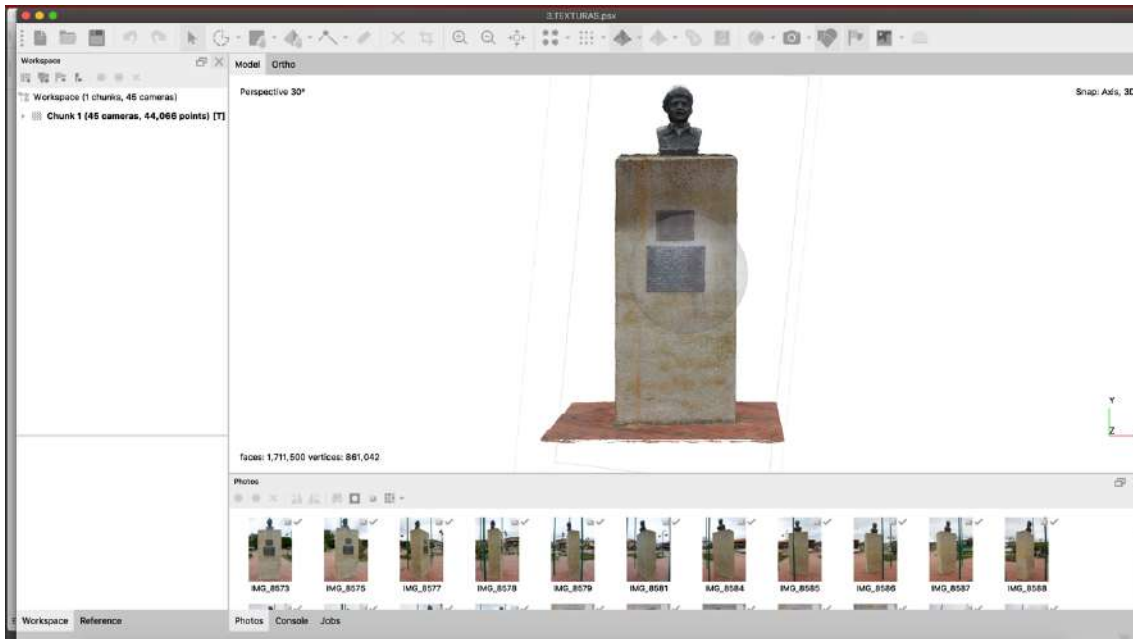 3.TEXTURAS.psx
Workspace
Model Ortho
Workspace (1 chunks, 45 cameras)
Chunk 1 (45 cameras, 44,066 points) [T]
Perspective 30°
Snap: Axis, 3D
Y
Z
faces: 1,711,500 vertices: 861,042
Photos
IMG_8573 IMG_8575 IMG_8577 IMG_8578 IMG_8579 IMG_8581 IMG_8584 IMG_8585 IMG_8586 IMG_8587 IMG_8588
Workspace Reference
Photos Console Jobs